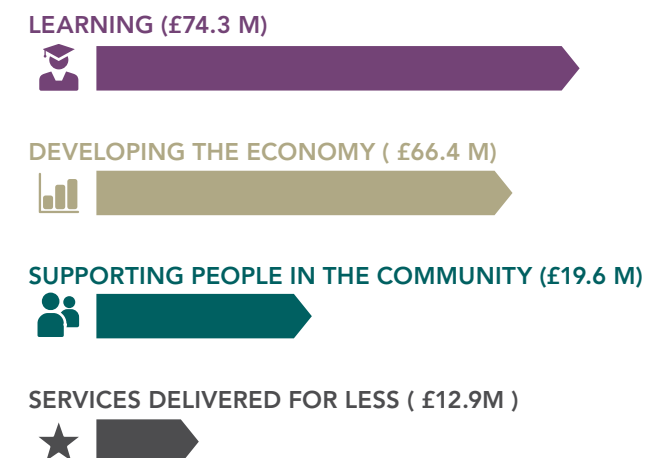 LEARNING (£74.3 M)
DEVELOPING THE ECONOMY ( £66.4 M)
SUPPORTING PEOPLE IN THE COMMUNITY (£19.6 M)
SERVICES DELIVERED FOR LESS ( £12.9M )